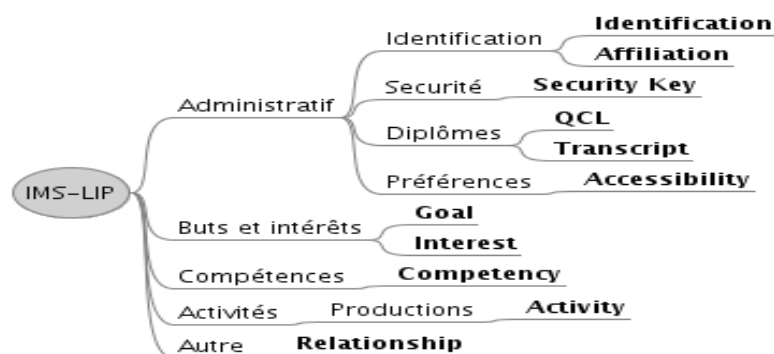 IMS-LIP
Administratif
Identification
Identification
Affiliation
Securité
Security Key
Diplômes
QCL
Transcript
Préférences
Accessibility
Buts et intérêts
Goal
Interest
Compétences
Competency
Activités
Productions
Activity
Autre
Relationship